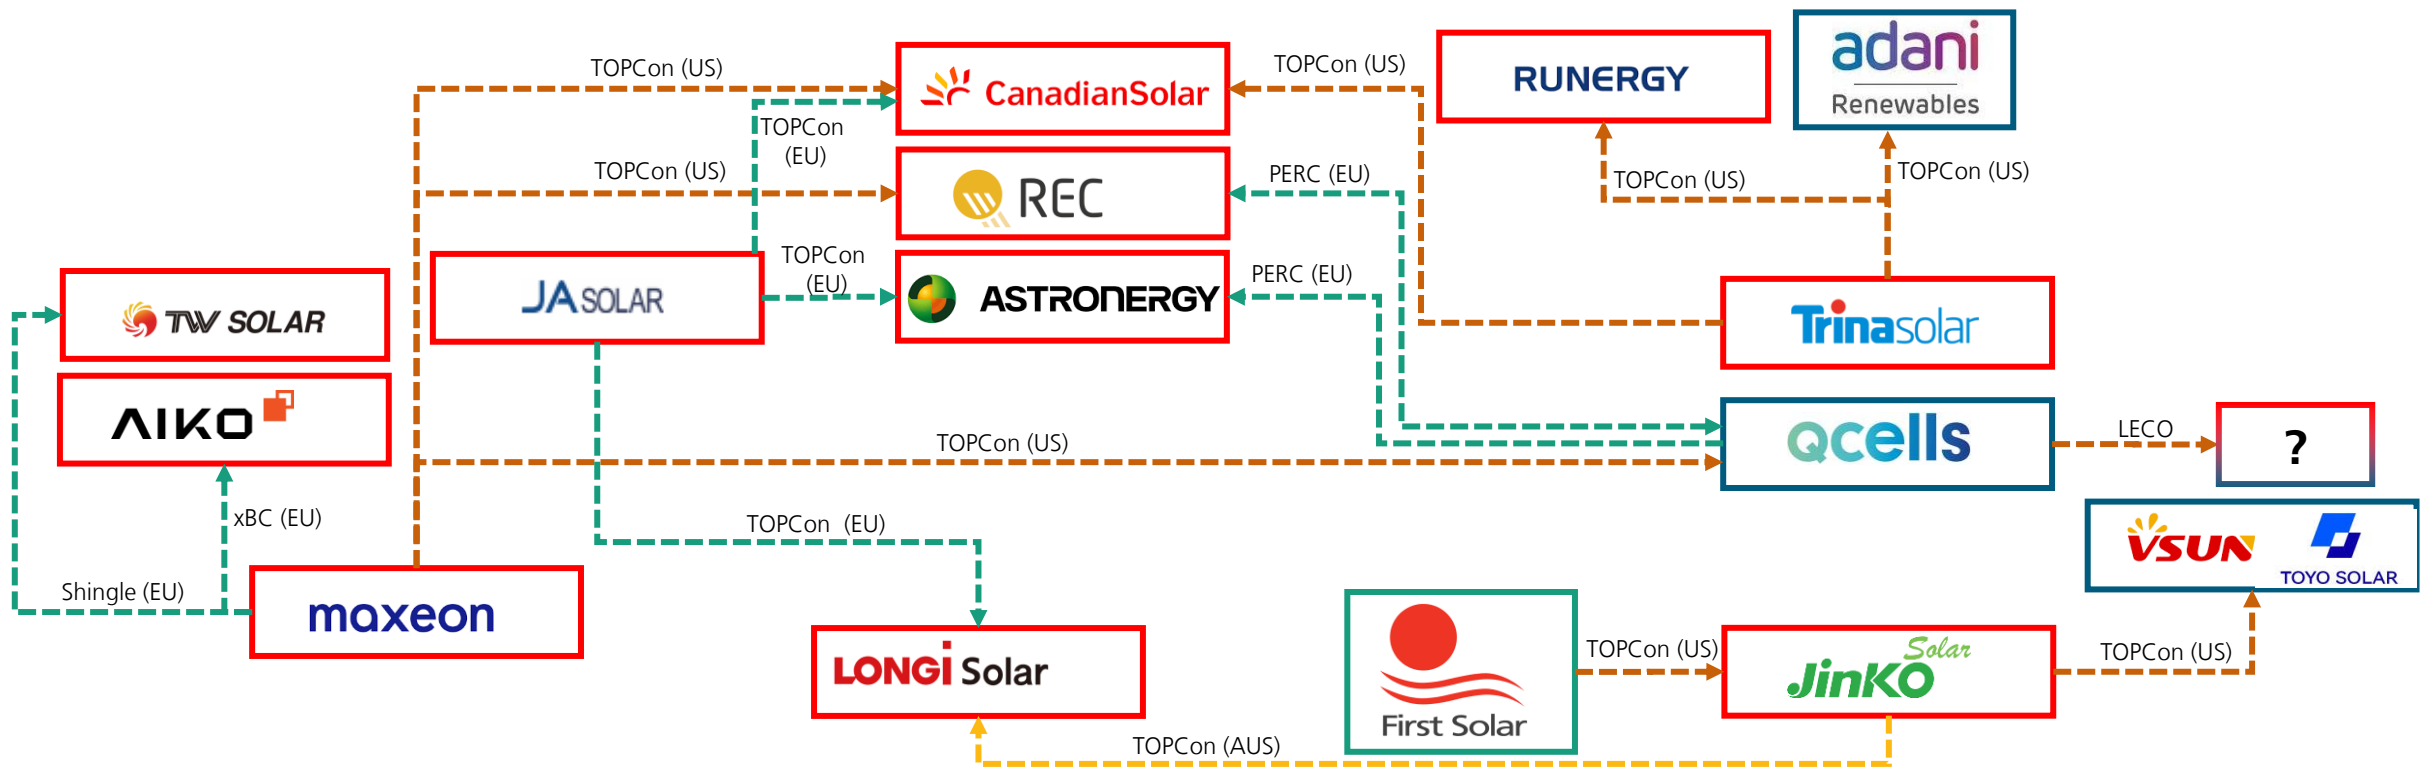 TOPCon (US)
CanadianSolar
TOPCon (US)
RUNERGY
adani
Renewables
TOPCon
(EU)
TOPCon (US)
REC
PERC (EU)
TOPCon (US)
TOPCon (US)
JA SOLAR
TOPCon
(EU)
ASTRONERGY
PERC (EU)
Trinasolar
TW SOLAR
AIKO
TOPCon (US)
Qcells
LECO
?
xBC (EU)
TOPCon (EU)
VSUN
TOYO SOLAR
Shingle (EU)
maxeon
LONGi Solar
First Solar
TOPCon (US)
Solar
JinKO
TOPCon (US)
TOPCon (AUS)